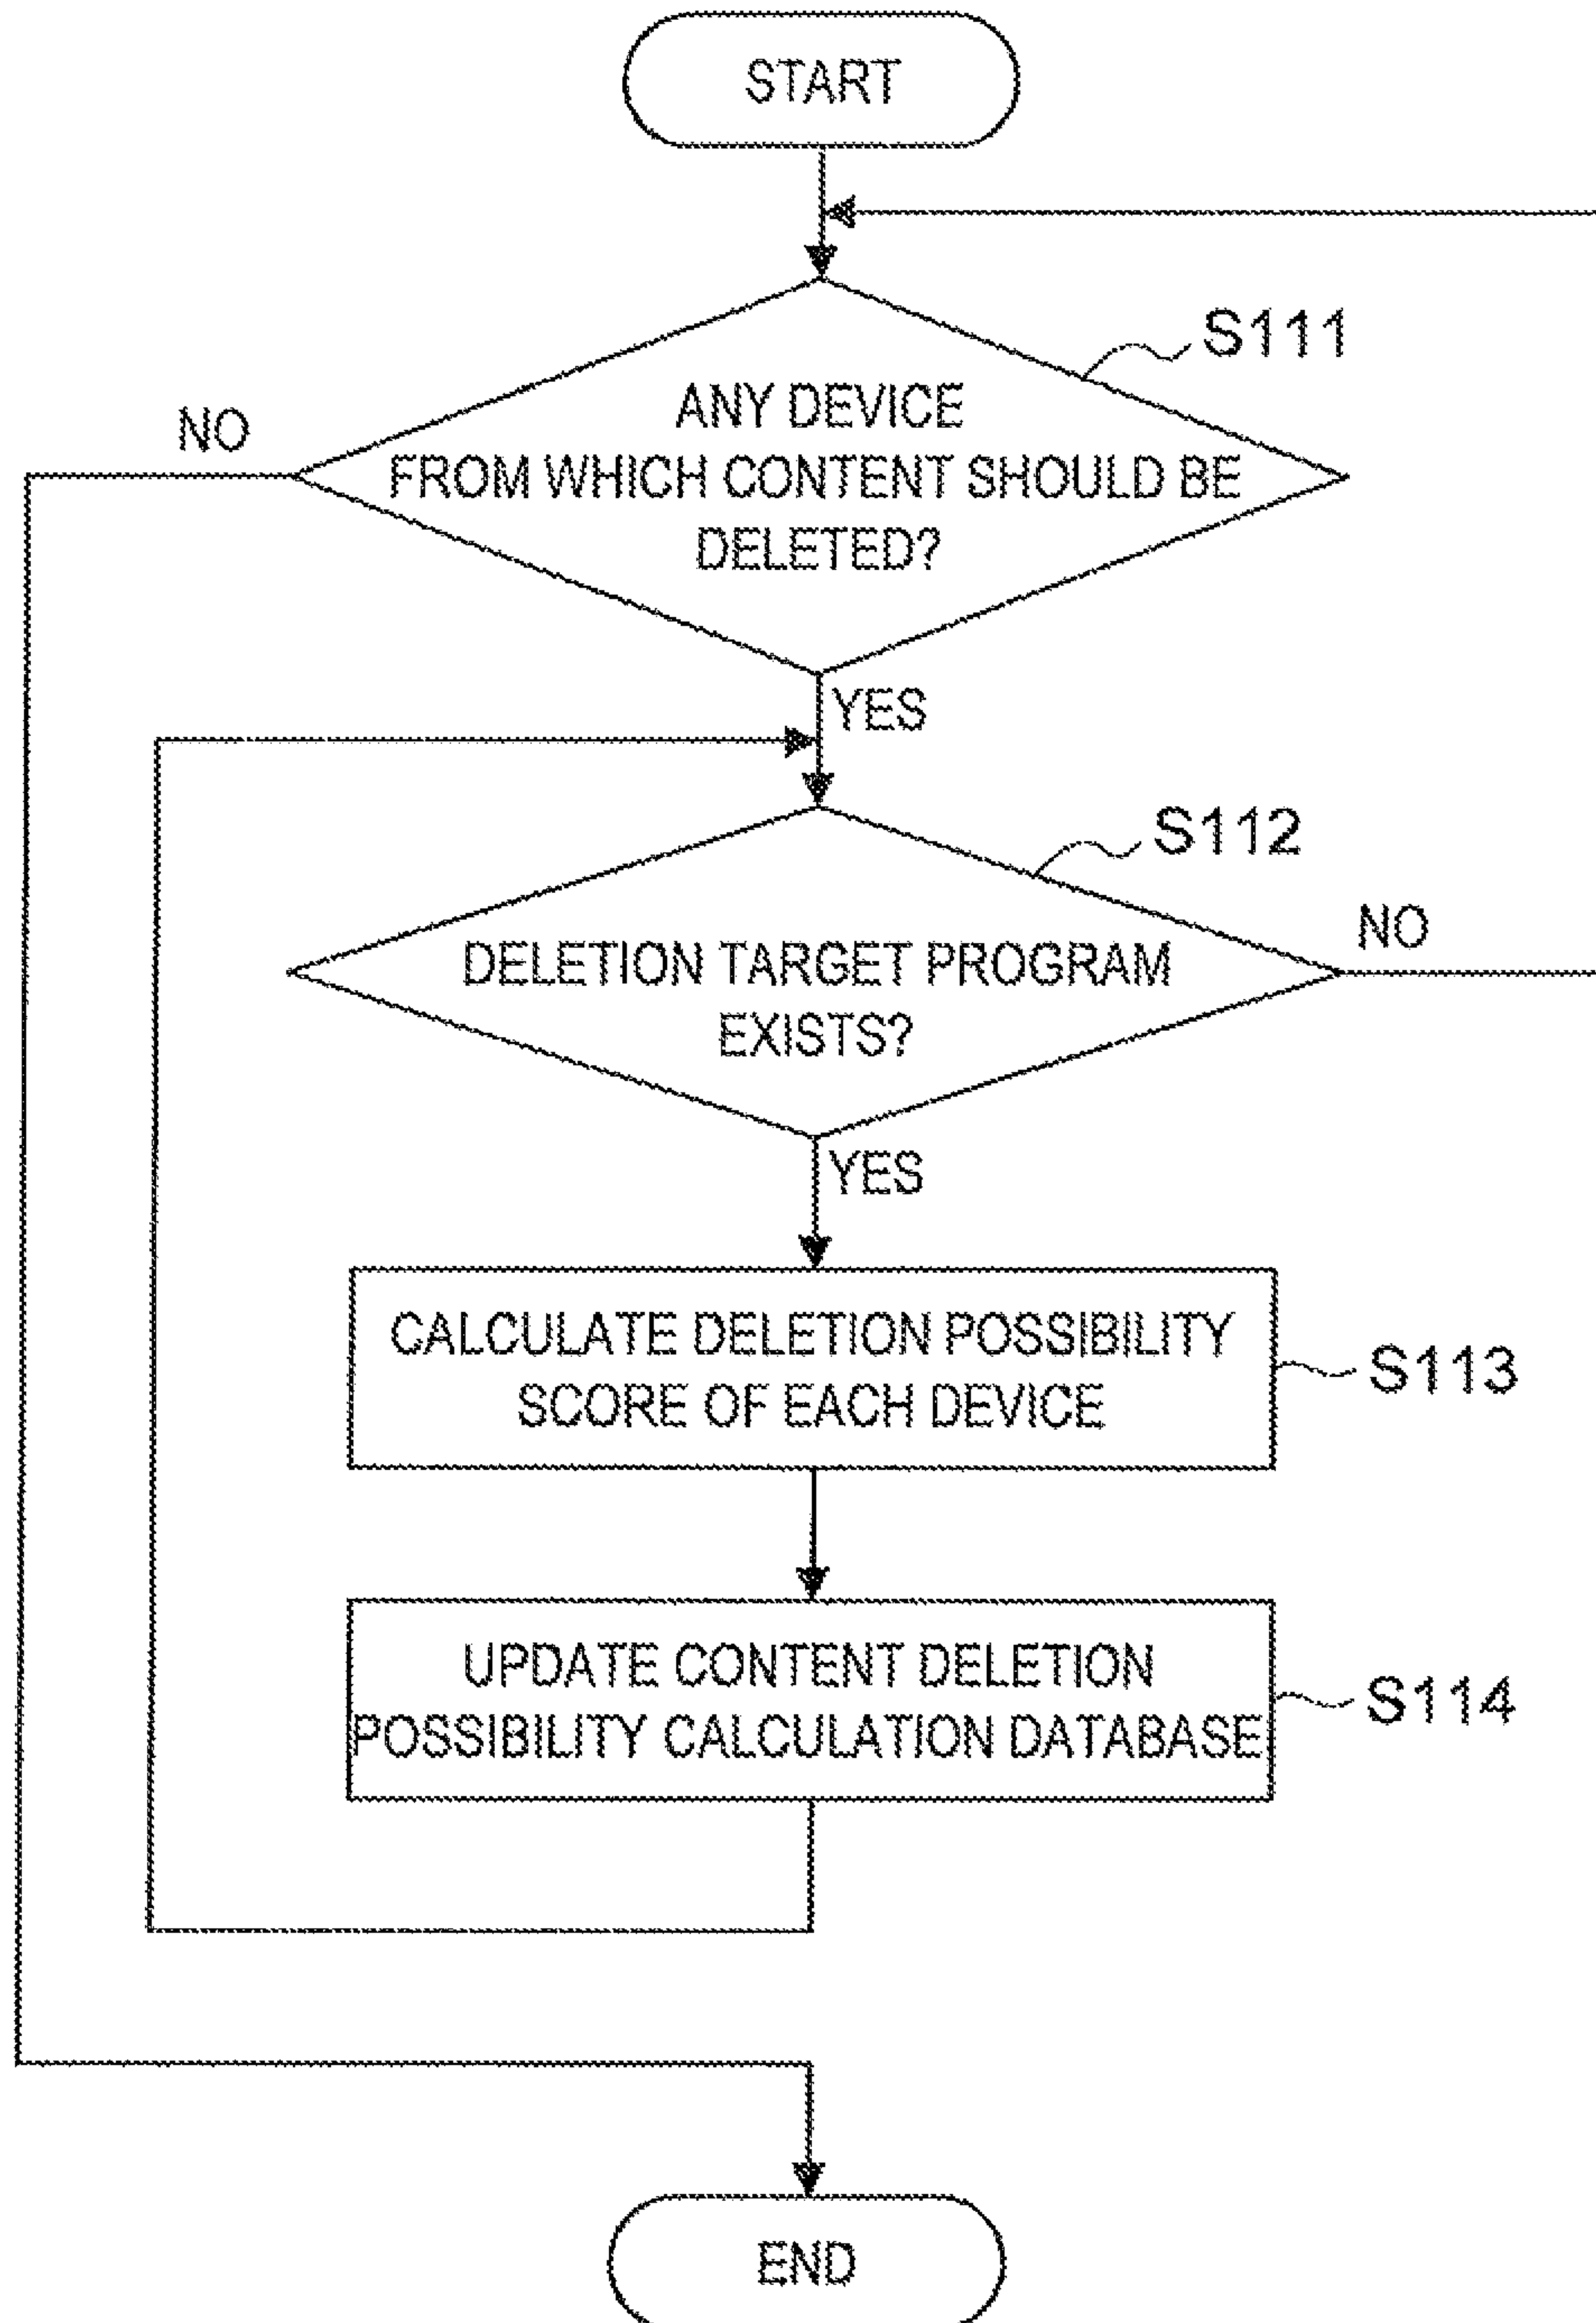 START
S111
ANY DEVICE
FROM WHICH CONTENT SHOULD BE
DELETED?
NO
YES
S112
DELETION TARGET PROGRAM
EXISTS?
NO
YES
CALCULATE DELETION POSSIBILITY
SCORE OF EACH DEVICE
S113
UPDATE CONTENT DELETION
POSSIBILITY CALCULATION DATABASE
S114
END